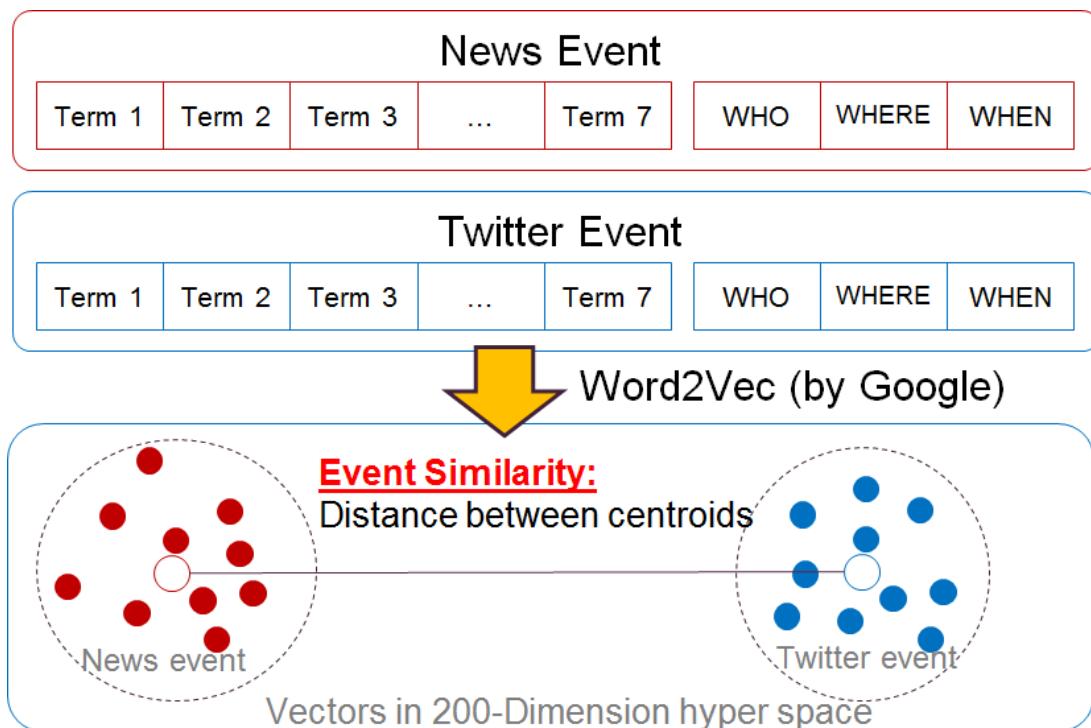 News Event
Term 1 Term 2 Term 3 ... Term 7 WHO WHERE WHEN
Twitter Event
Term 1 Term 2 Term 3 ... Term 7 WHO WHERE WHEN
Word2Vec (by Google)
Event Similarity:
Distance between centroids
News event
Twitter event
Vectors in 200-Dimension hyper space